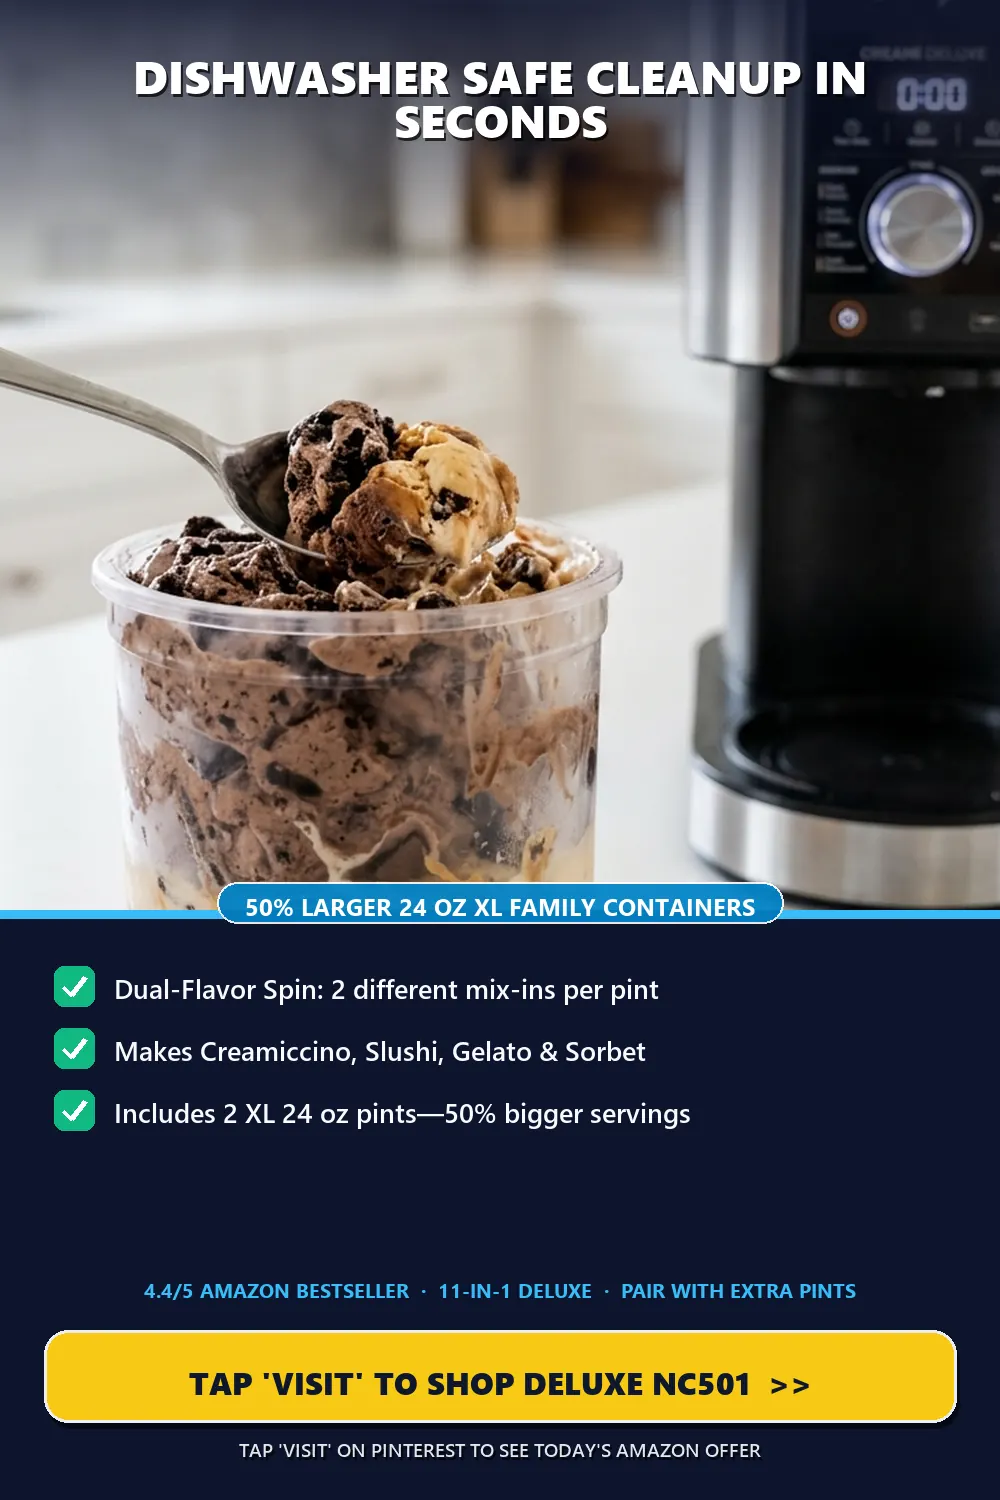 DISHWASHER SAFE CLEANUP IN
SECONDS
CREAMI DELUXE
0:00
50% LARGER 24 OZ XL FAMILY CONTAINERS
Dual-Flavor Spin: 2 different mix-ins per pint
Makes Creamiccino, Slushi, Gelato & Sorbet
Includes 2 XL 24 oz pints—50% bigger servings
4.4/5 AMAZON BESTSELLER · 11-IN-1 DELUXE · PAIR WITH EXTRA PINTS
TAP 'VISIT' TO SHOP DELUXE NC501 >>
TAP 'VISIT' ON PINTEREST TO SEE TODAY'S AMAZON OFFER